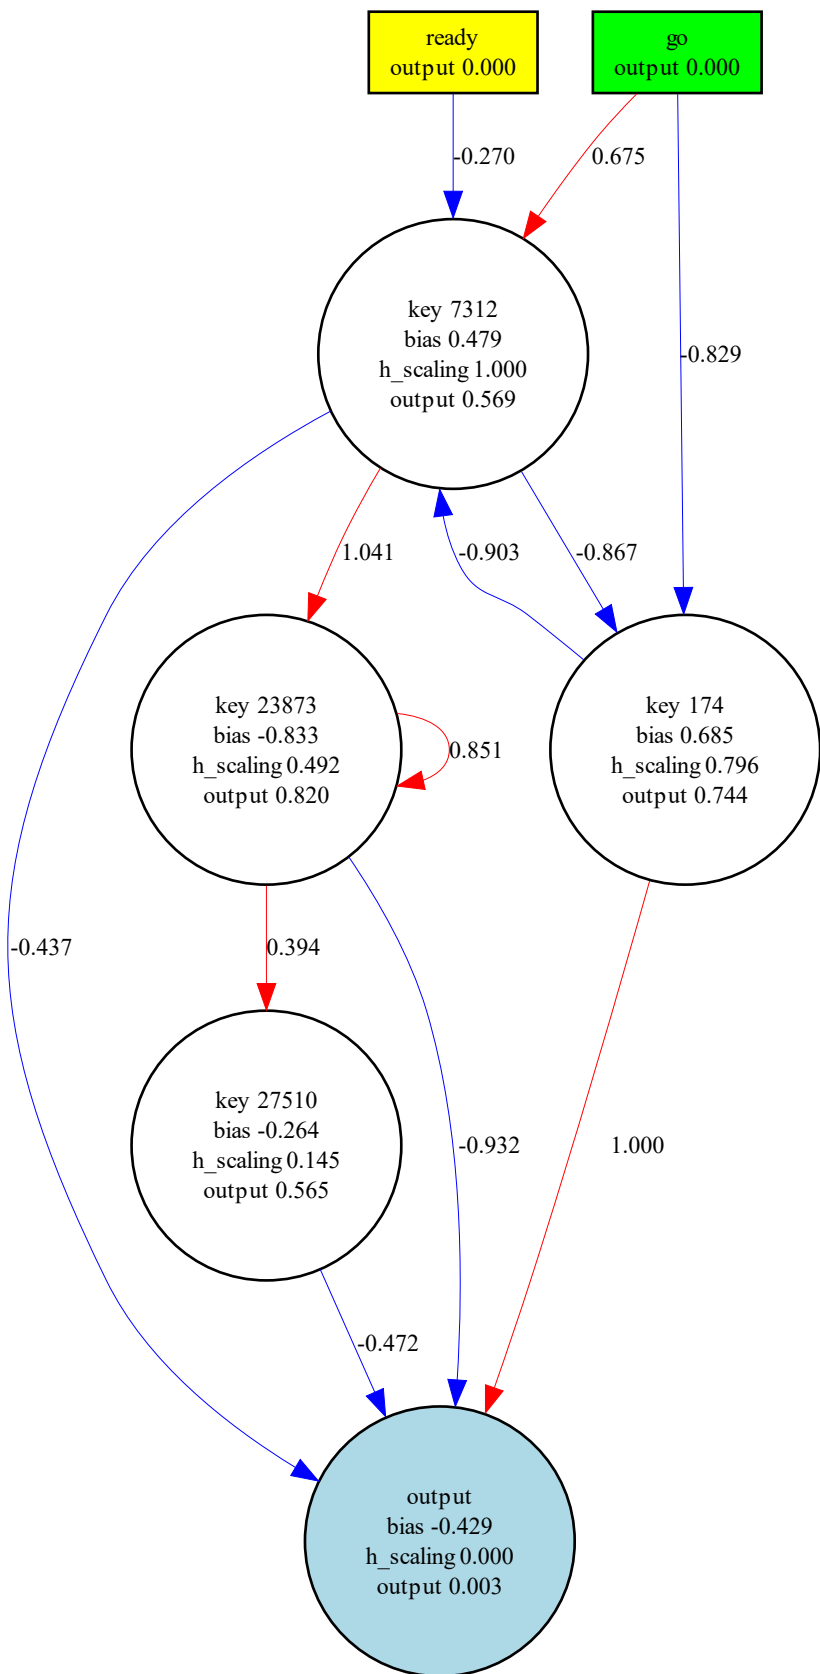 ready
output 0.000
go
output 0.000
-0.270
0.675
key 7312
bias 0.479
h_scaling 1.000
output 0.569
-0.829
1.041
-0.903
-0.867
key 23873
bias -0.833
h_scaling 0.492
output 0.820
0.851
key 174
bias 0.685
h_scaling 0.796
output 0.744
-0.437
0.394
key 27510
bias -0.264
h_scaling 0.145
output 0.565
-0.932
1.000
-0.472
output
bias -0.429
h_scaling 0.000
output 0.003